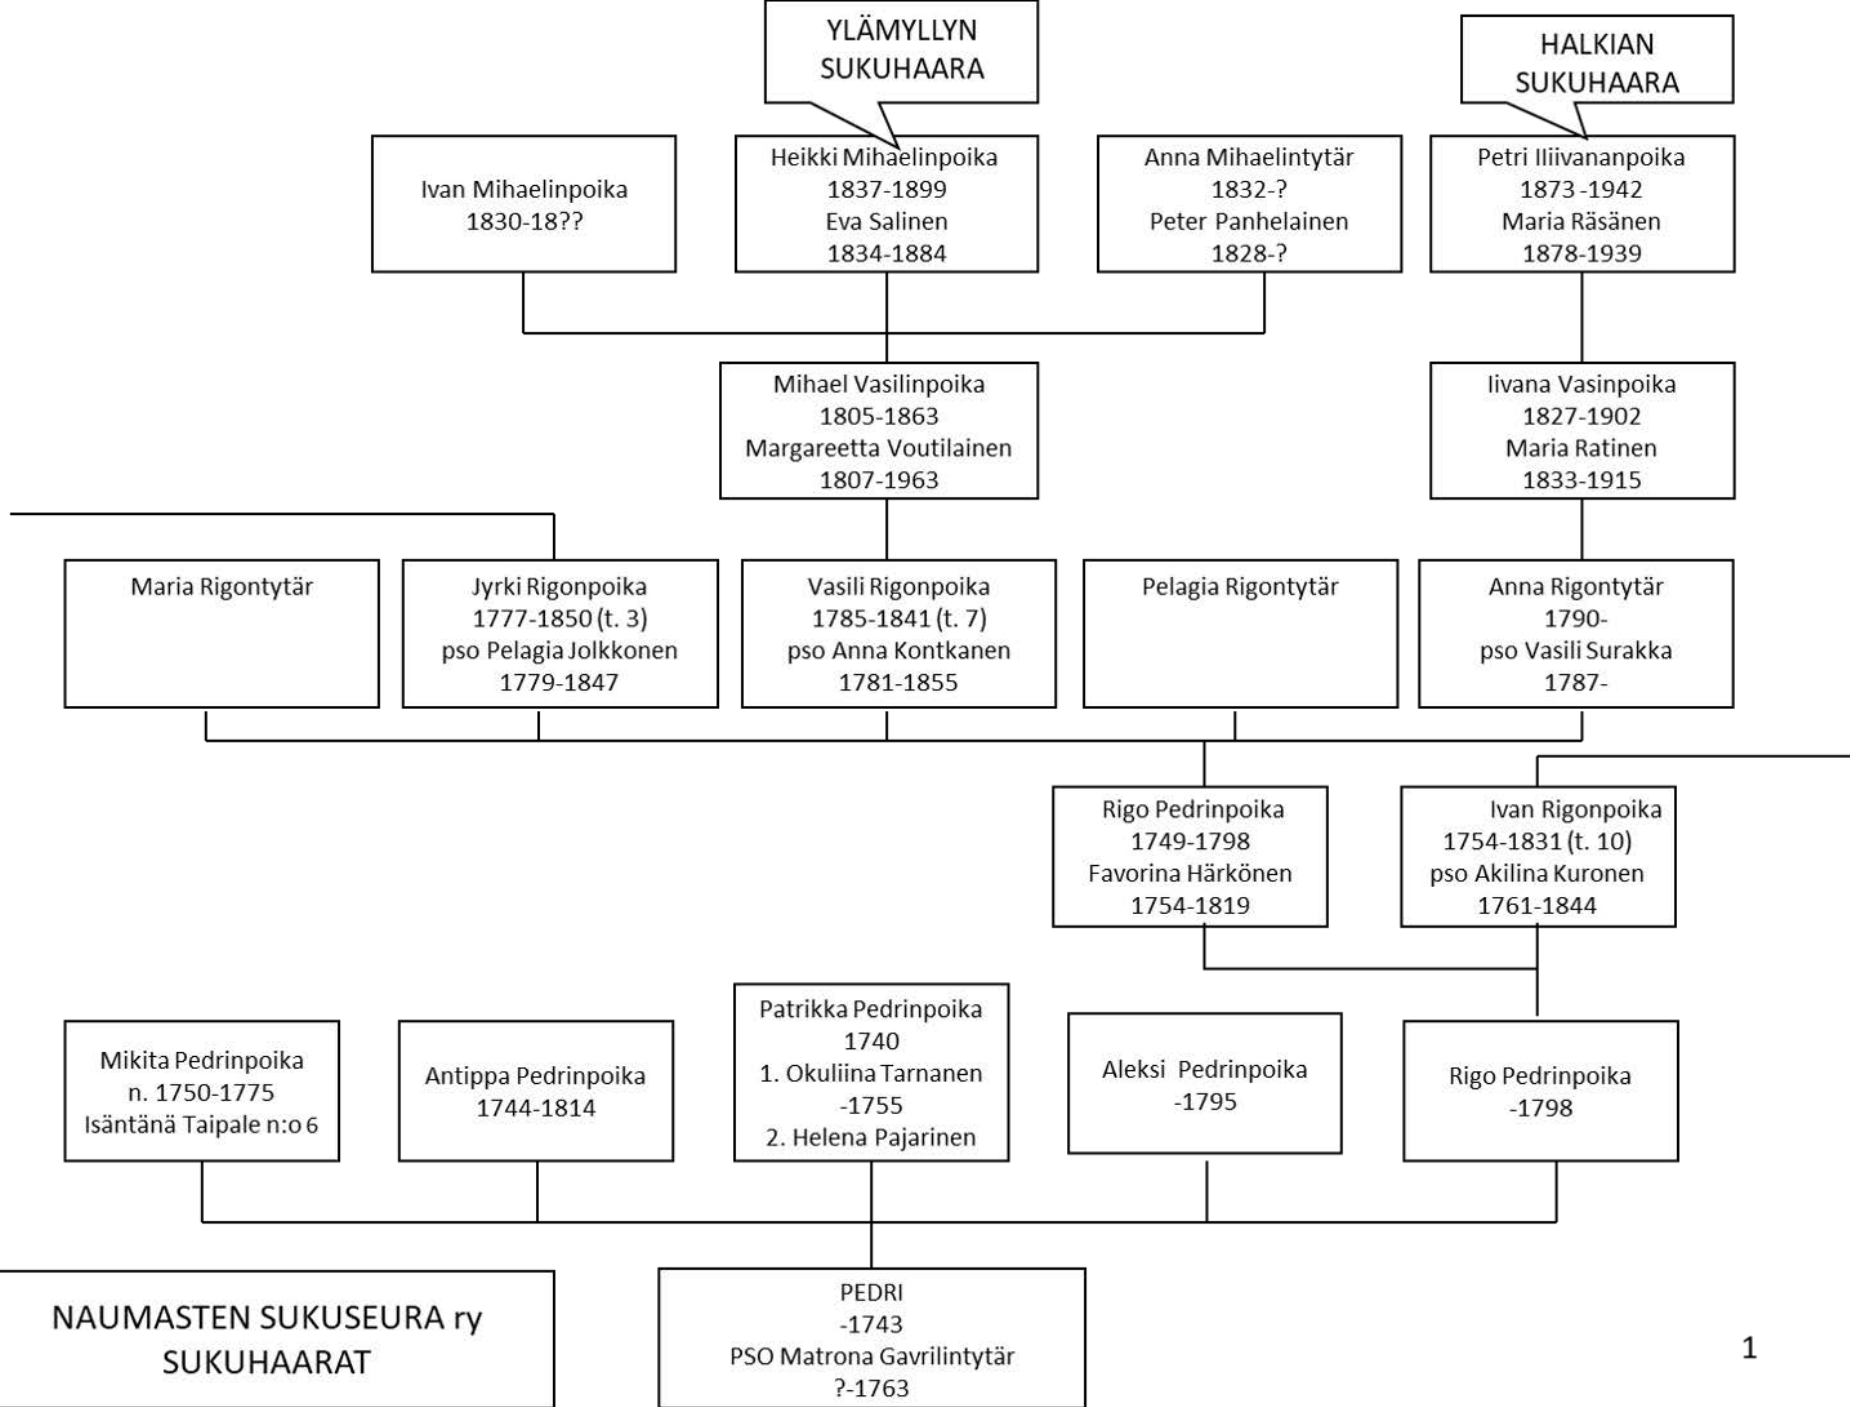 YLÄMYLLYN
SUKUHAARA
HALKIAN
SUKUHAARA
Ivan Mihaelinpoika
1830-18??
Heikki Mihaelinpoika
1837-1899
Eva Salinen
1834-1884
Anna Mihaelintytär
1832-?
Peter Panhelainen
1828-?
Petri IIiivananpoika
1873 -1942
Maria Räsänen
1878-1939
Mihael Vasilinpoika
1805-1863
Margareetta Voutilainen
1807-1963
Iivana Vasinpoika
1827-1902
Maria Ratinen
1833-1915
Maria Rigontytär
Jyrki Rigonpoika
1777-1850 (t. 3)
pso Pelagia Jolkkonen
1779-1847
Vasili Rigonpoika
1785-1841 (t. 7)
pso Anna Kontkanen
1781-1855
Pelagia Rigontytär
Anna Rigontytär
1790-
pso Vasili Surakka
1787-
Rigo Pedrinpoika
1749-1798
Favorina Härkönen
1754-1819
Ivan Rigonpoika
1754-1831 (t. 10)
pso Akilina Kuronen
1761-1844
Mikita Pedrinpoika
n. 1750-1775
Isäntänä Taipale n:o 6
Antippa Pedrinpoika
1744-1814
Patrikka Pedrinpoika
1740
1. Okuliina Tarnanen
-1755
2. Helena Pajarinen
Aleksi Pedrinpoika
-1795
Rigo Pedrinpoika
-1798
NAUMASTEN SUKUSEURA ry
SUKUHAARAT
PEDRI
-1743
PSO Matrona Gavrilintytär
?-1763
1